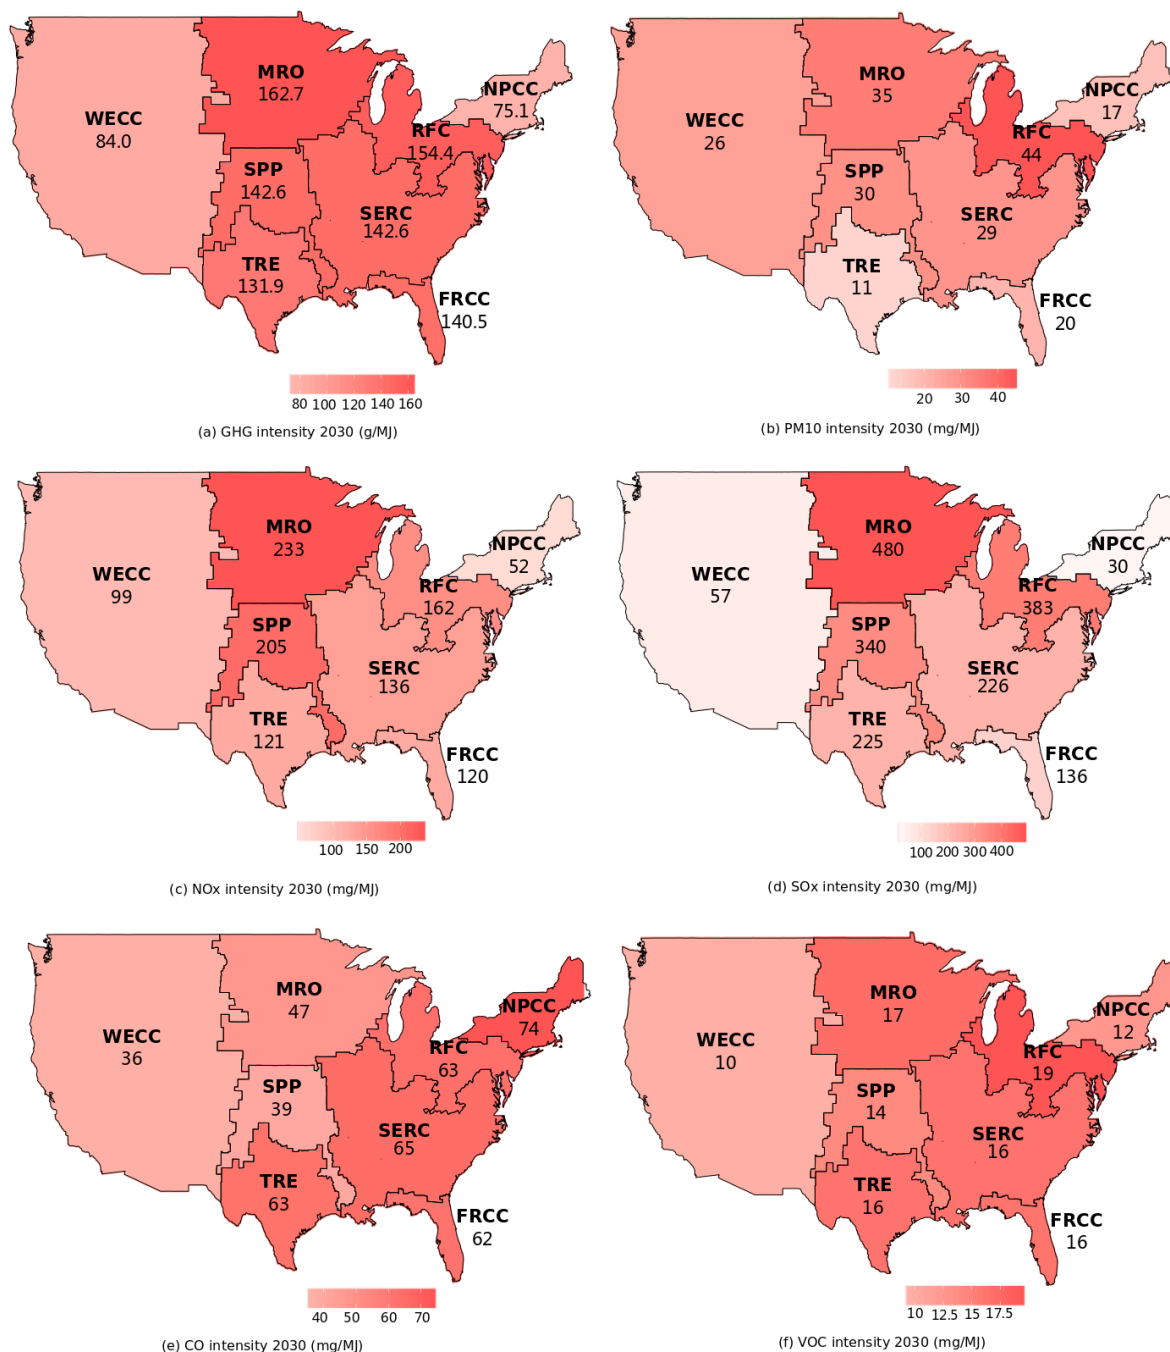 MRO
162.7
NPCC
75.1
WECC
84.0
RFC
154.4
SPP
142.6
SERC
142.6
TRE
131.9
FRCC
140.5
80 100 120 140 160
(a) GHG intensity 2030 (g/MJ)
MRO
35
NPCC
17
WECC
26
RFC
44
SPP
30
SERC
29
TRE
11
FRCC
20
20 30 40
(b) PM10 intensity 2030 (mg/MJ)
MRO
233
NPCC
52
WECC
99
RFC
162
SPP
205
SERC
136
TRE
121
FRCC
120
100 150 200
(c) NOx intensity 2030 (mg/MJ)
MRO
480
NPCC
30
WECC
57
RFC
383
SPP
340
SERC
226
TRE
225
FRCC
136
100 200 300 400
(d) SOx intensity 2030 (mg/MJ)
MRO
47
NPCC
74
WECC
36
RFC
63
SPP
39
SERC
65
TRE
63
FRCC
62
40 50 60 70
(e) CO intensity 2030 (mg/MJ)
MRO
17
NPCC
12
WECC
10
RFC
19
SPP
14
SERC
16
TRE
16
FRCC
16
10 12.5 15 17.5
(f) VOC intensity 2030 (mg/MJ)